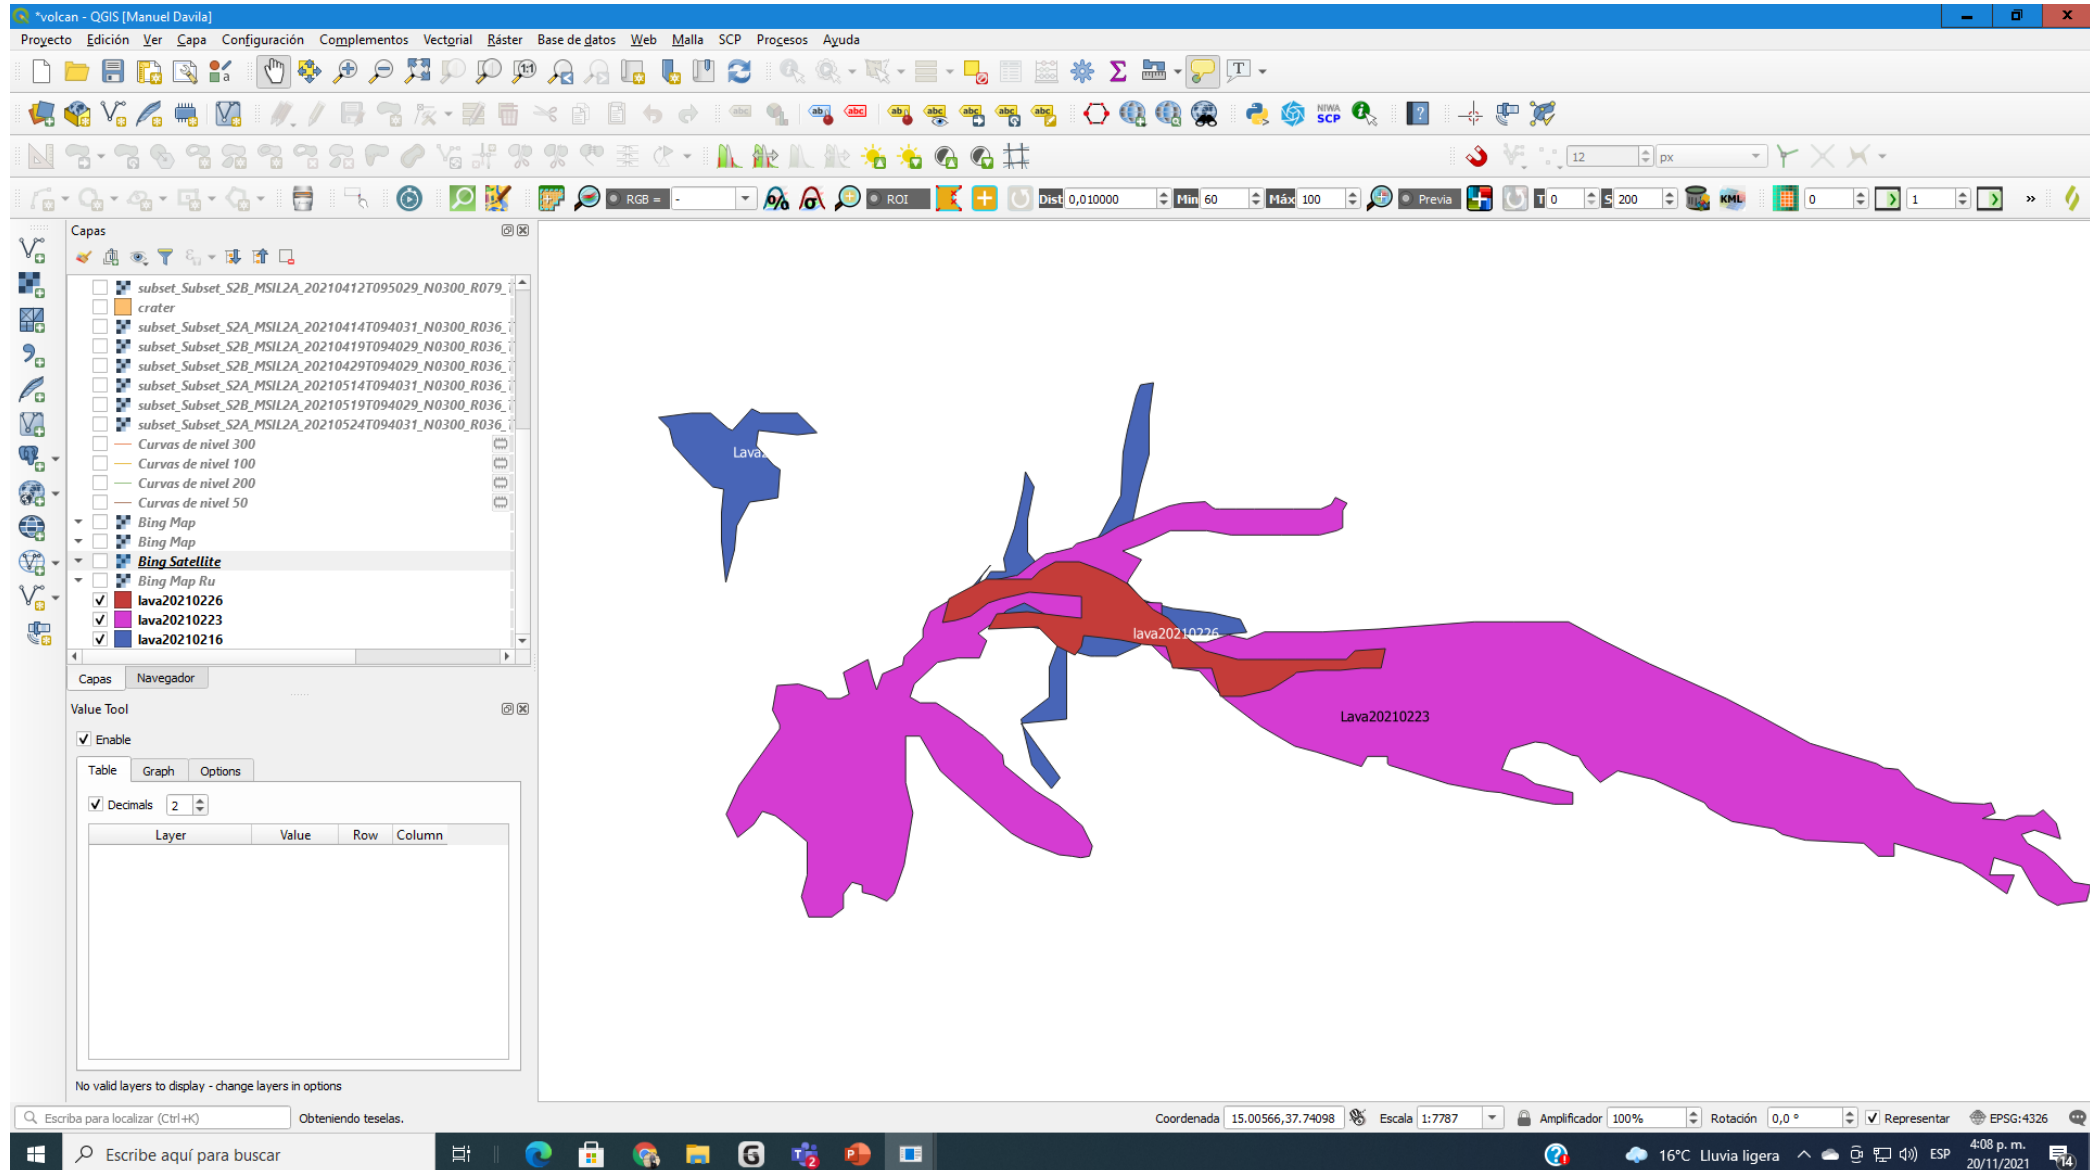 *volcan - QGIS [Manuel Davila]
Proyecto Edición Ver Capa Configuración Complementos Vectorial Ráster Base de datos Web Malla SCP Procesos Ayuda
NIWA SCP
12 px
RGB = - ROI Dist 0,010000 Min 60 Máx 100 Previa T 0 S 200 KML 0 1 »
Capas
subset_Subset_S2B_MSIL2A_20210412T095029_N0300_R079_
crater
subset_Subset_S2A_MSIL2A_20210414T094031_N0300_R036_
subset_Subset_S2B_MSIL2A_20210419T094029_N0300_R036_
subset_Subset_S2B_MSIL2A_20210429T094029_N0300_R036_
subset_Subset_S2A_MSIL2A_20210514T094031_N0300_R036_
subset_Subset_S2B_MSIL2A_20210519T094029_N0300_R036_
subset_Subset_S2A_MSIL2A_20210524T094031_N0300_R036_
Curvas de nivel 300
Curvas de nivel 100
Curvas de nivel 200
Curvas de nivel 50
Bing Map
Bing Map
Bing Satellite
Bing Map Ru
lava20210226
lava20210223
lava20210216
Capas Navegador
Value Tool
Enable
Table Graph Options
Decimals 2
Layer Value Row Column
No valid layers to display - change layers in options
Lava
lava20210226
Lava20210223
Escriba para localizar (Ctrl+K) Obteniendo teselas. Coordenada 15.00566,37.74098 Escala 1:7787 Amplificador 100% Rotación 0,0 ° Representar EPSG:4326
Escribe aquí para buscar 16°C Lluvia ligera ESP 4:08 p. m.
20/11/2021
14